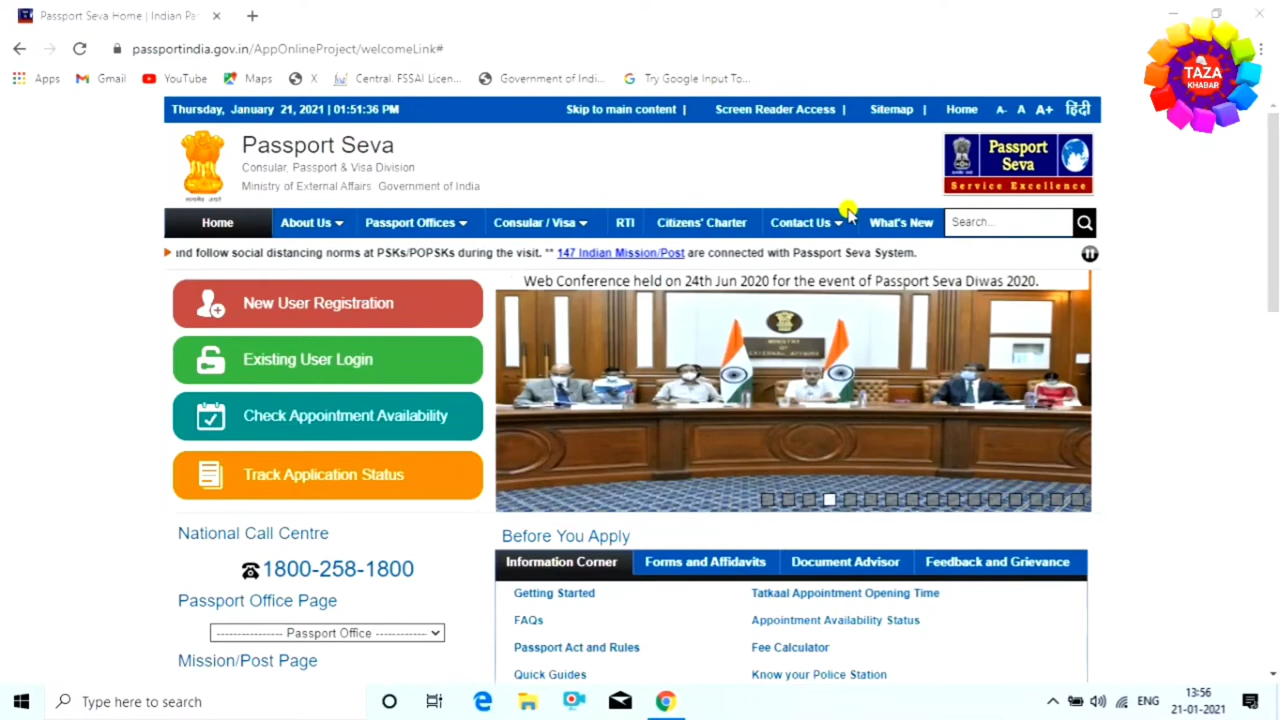 Passport Seva Home | Indian Pa
passportindia.gov.in/AppOnlineProject/welcomeLink#
Apps Gmail YouTube Maps X Central. FSSAI Licen... Government of Indi... Try Google Input To...
TAZA
KHABAR
Thursday, January 21, 2021 | 01:51:36 PM Skip to main content | Screen Reader Access | Sitemap | Home A- A A+ हिंदी
Passport Seva
Consular, Passport & Visa Division
Ministry of External Affairs Government of India
Passport
Seva
Service Excellence
Home About Us Passport Offices Consular / Visa RTI Citizens' Charter Contact Us What's New Search...
and follow social distancing norms at PSKs/POPSKs during the visit. ** 147 Indian Mission/Post are connected with Passport Seva System.
New User Registration
Existing User Login
Check Appointment Availability
Track Application Status
Web Conference held on 24th Jun 2020 for the event of Passport Seva Diwas 2020.
MINISTRY
OF
EXTERNAL AFFAIRS
National Call Centre
1800-258-1800
Passport Office Page
---------------- Passport Office ------------
Mission/Post Page
Before You Apply
Information Corner Forms and Affidavits Document Advisor Feedback and Grievance
Getting Started Tatkaal Appointment Opening Time
FAQs Appointment Availability Status
Passport Act and Rules Fee Calculator
Quick Guides Know your Police Station
Type here to search
ENG
13:56
21-01-2021